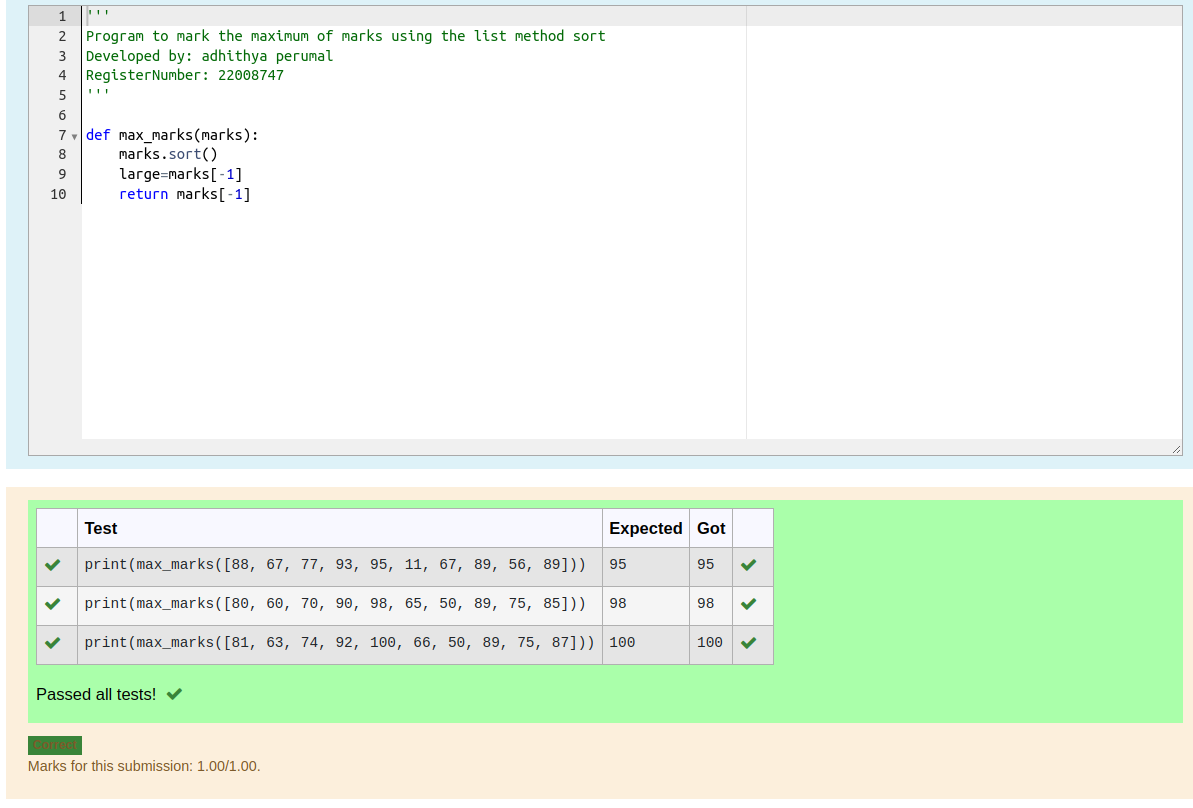 1 '''
2 Program to mark the maximum of marks using the list method sort
3 Developed by: adhithya perumal
4 RegisterNumber: 22008747
5 '''
6
7 def max_marks(marks):
8     marks.sort()
9     large=marks[-1]
10     return marks[-1]
Test Expected Got
print(max_marks([88, 67, 77, 93, 95, 11, 67, 89, 56, 89])) 95 95
print(max_marks([80, 60, 70, 90, 98, 65, 50, 89, 75, 85])) 98 98
print(max_marks([81, 63, 74, 92, 100, 66, 50, 89, 75, 87])) 100 100
Passed all tests!
Correct
Marks for this submission: 1.00/1.00.